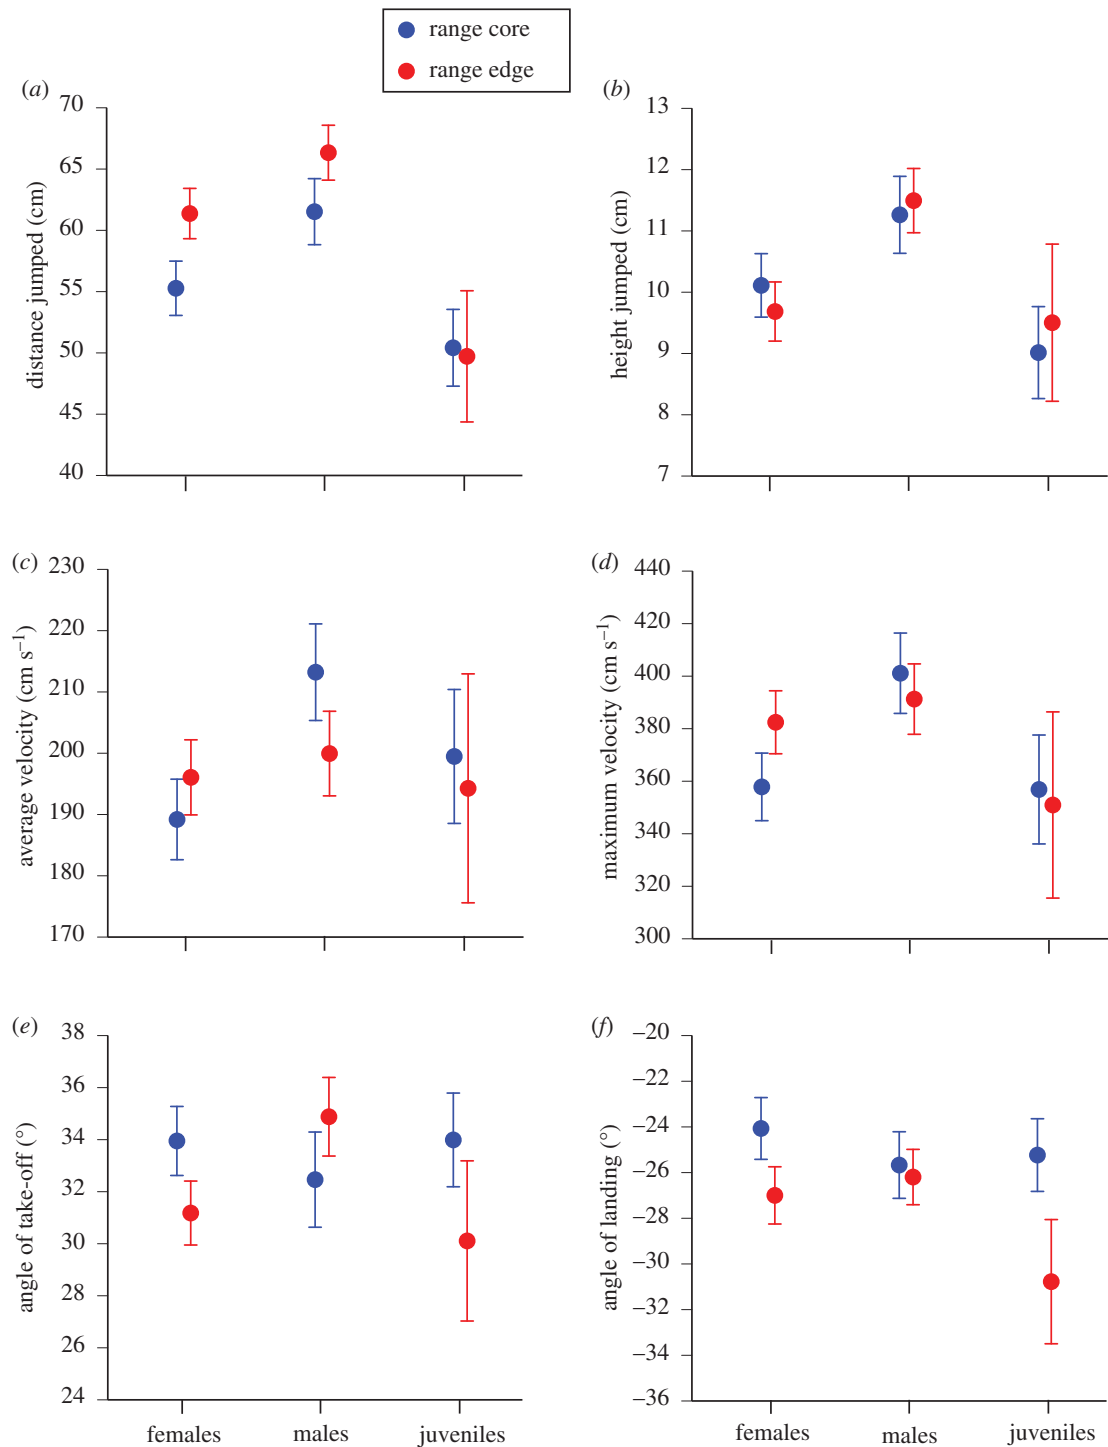 range core
range edge
(a)
70
65
60
55
50
45
40
distance jumped (cm)
(b)
13
12
11
10
9
8
7
height jumped (cm)
(c)
230
220
210
200
190
180
170
average velocity (cm s⁻¹)
(d)
440
420
400
380
360
340
320
300
maximum velocity (cm s⁻¹)
(e)
38
36
34
32
30
28
26
24
angle of take-off (°)
females males juveniles
(f)
–20
–22
–24
–26
–28
–30
–32
–34
–36
angle of landing (°)
females males juveniles